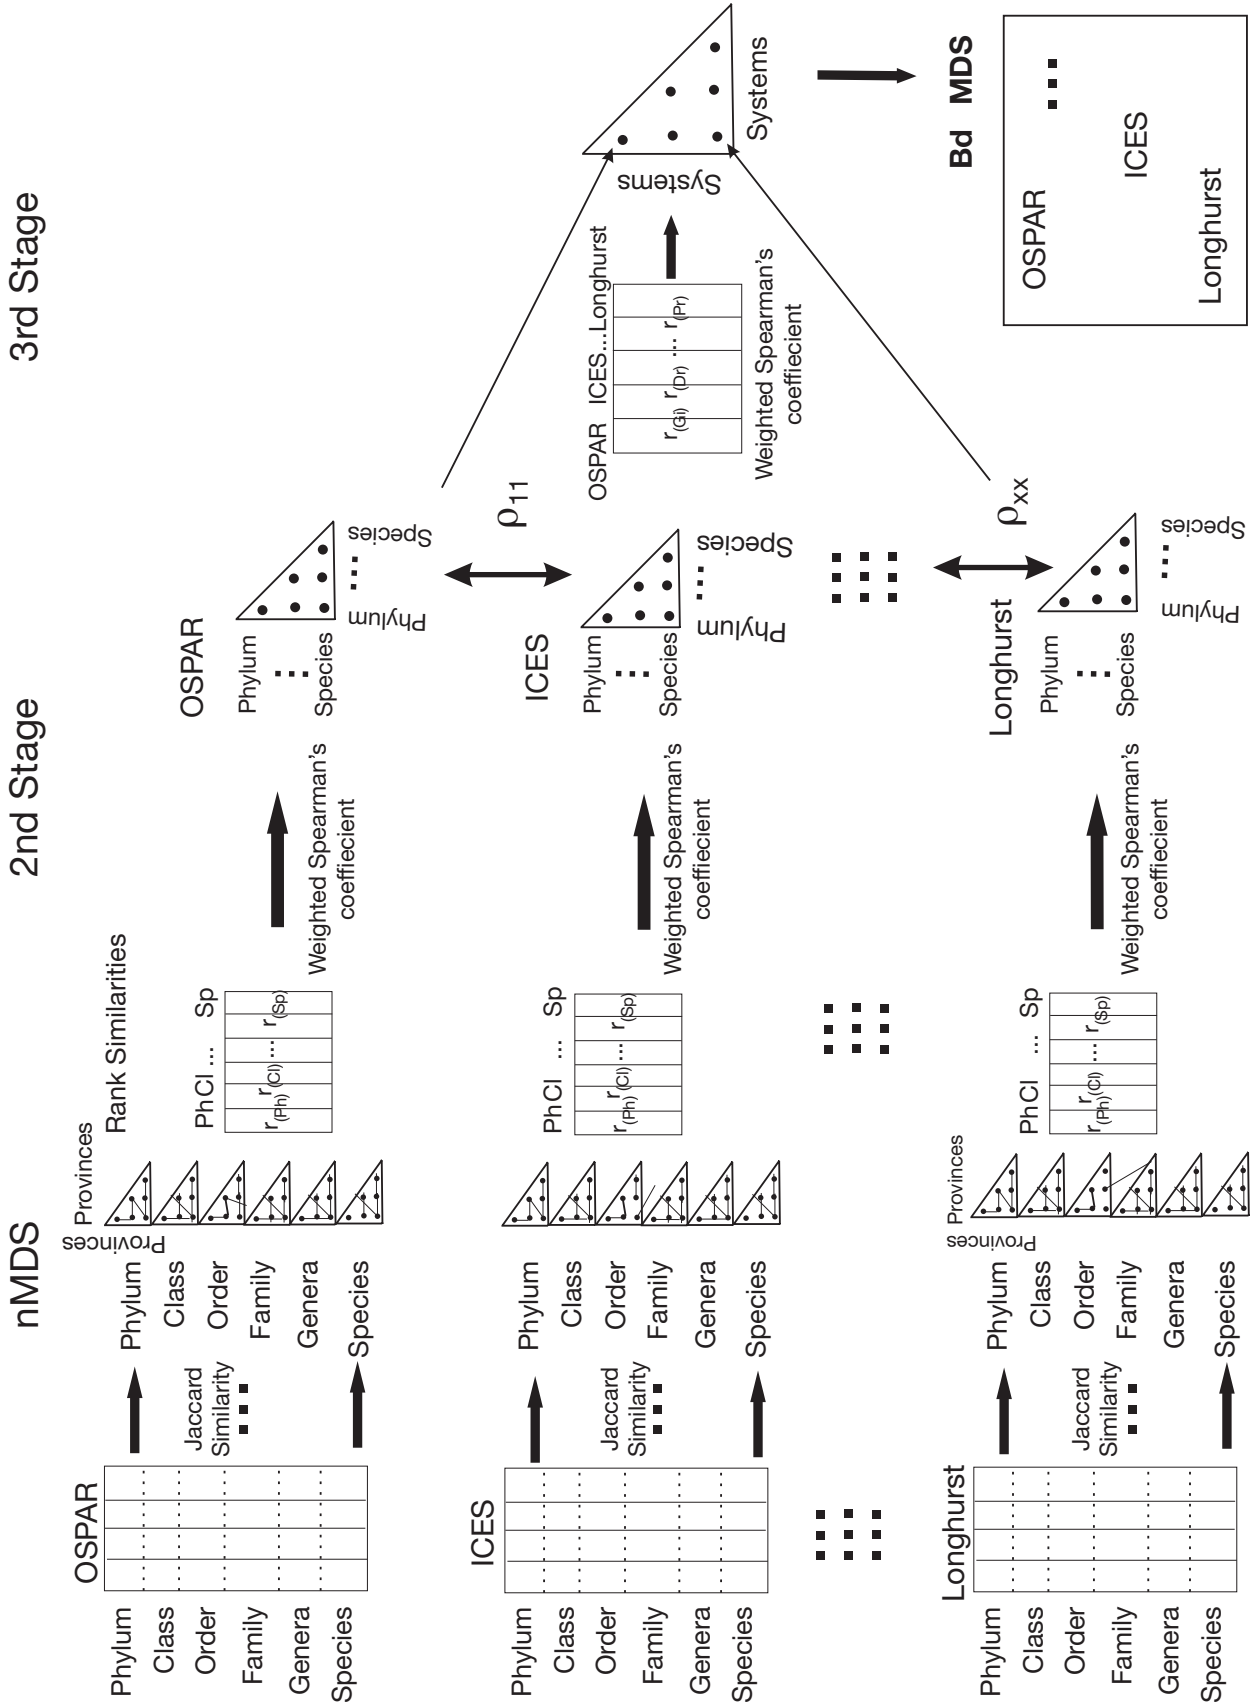 nMDS
2nd Stage
3rd Stage
OSPAR
Phylum
Class
Order
Family
Genera
Species
Jaccard
Similarity
Phylum
Class
Order
Family
Genera
Species
Provinces
Provinces
Rank Similarities
Ph Cl ... Sp
r(Ph) r(Cl) ... r(Sp)
Weighted Spearman's
coeffiecient
OSPAR
Phylum
Species
Phylum
Species
ρ11
ICES
Phylum
Class
Order
Family
Genera
Species
Jaccard
Similarity
Phylum
Class
Order
Family
Genera
Species
Ph Cl ... Sp
r(Ph) r(Cl) ... r(Sp)
Weighted Spearman's
coeffiecient
ICES
Phylum
Species
Phylum
Species
ρxx
Longhurst
Phylum
Class
Order
Family
Genera
Species
Jaccard
Similarity
Phylum
Class
Order
Family
Genera
Species
Provinces
Provinces
Ph Cl ... Sp
r(Ph) r(Cl) ... r(Sp)
Weighted Spearman's
coeffiecient
Longhurst
Phylum
Species
Phylum
Species
OSPAR ICES...Longhurst
r(Gi) r(Dr) ... r(Pr)
Weighted Spearman's
coeffiecient
Systems
Systems
Bd MDS
OSPAR
ICES
Longhurst